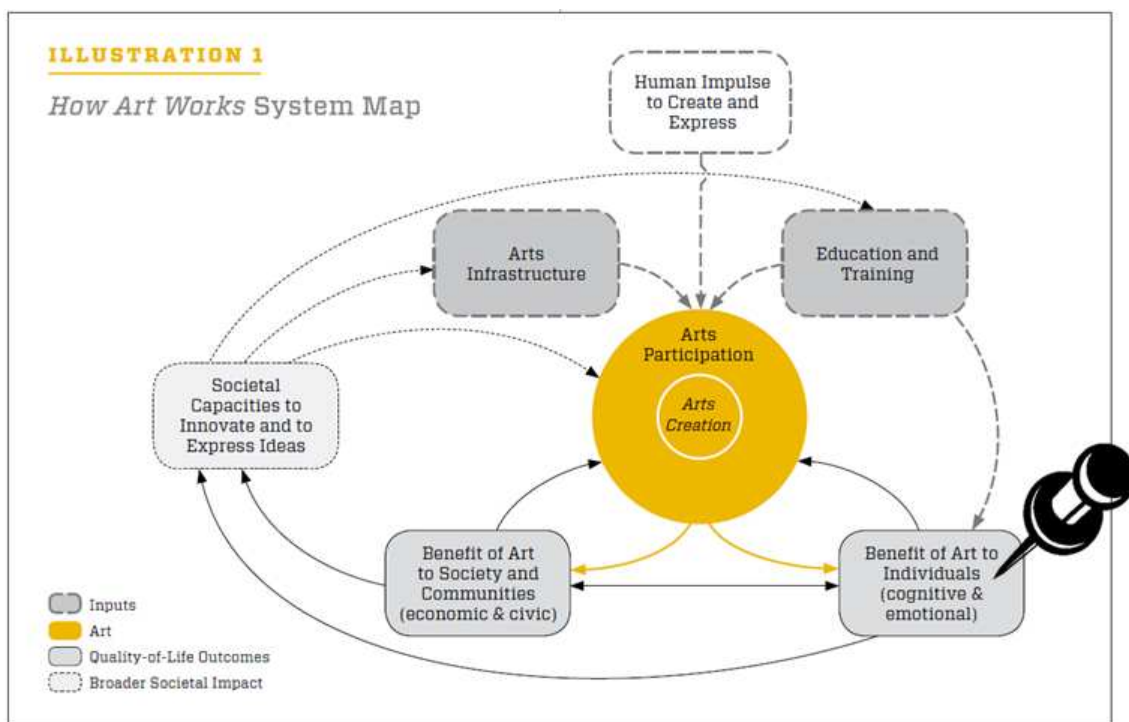 ILLUSTRATION 1
How Art Works System Map
Human Impulse
to Create and
Express
Arts
Infrastructure
Education and
Training
Arts
Participation
Arts
Creation
Societal
Capacities to
Innovate and to
Express Ideas
Benefit of Art
to Society and
Communities
(economic & civic)
Benefit of Art to
Individuals
(cognitive &
emotional)
Inputs
Art
Quality-of-Life Outcomes
Broader Societal Impact